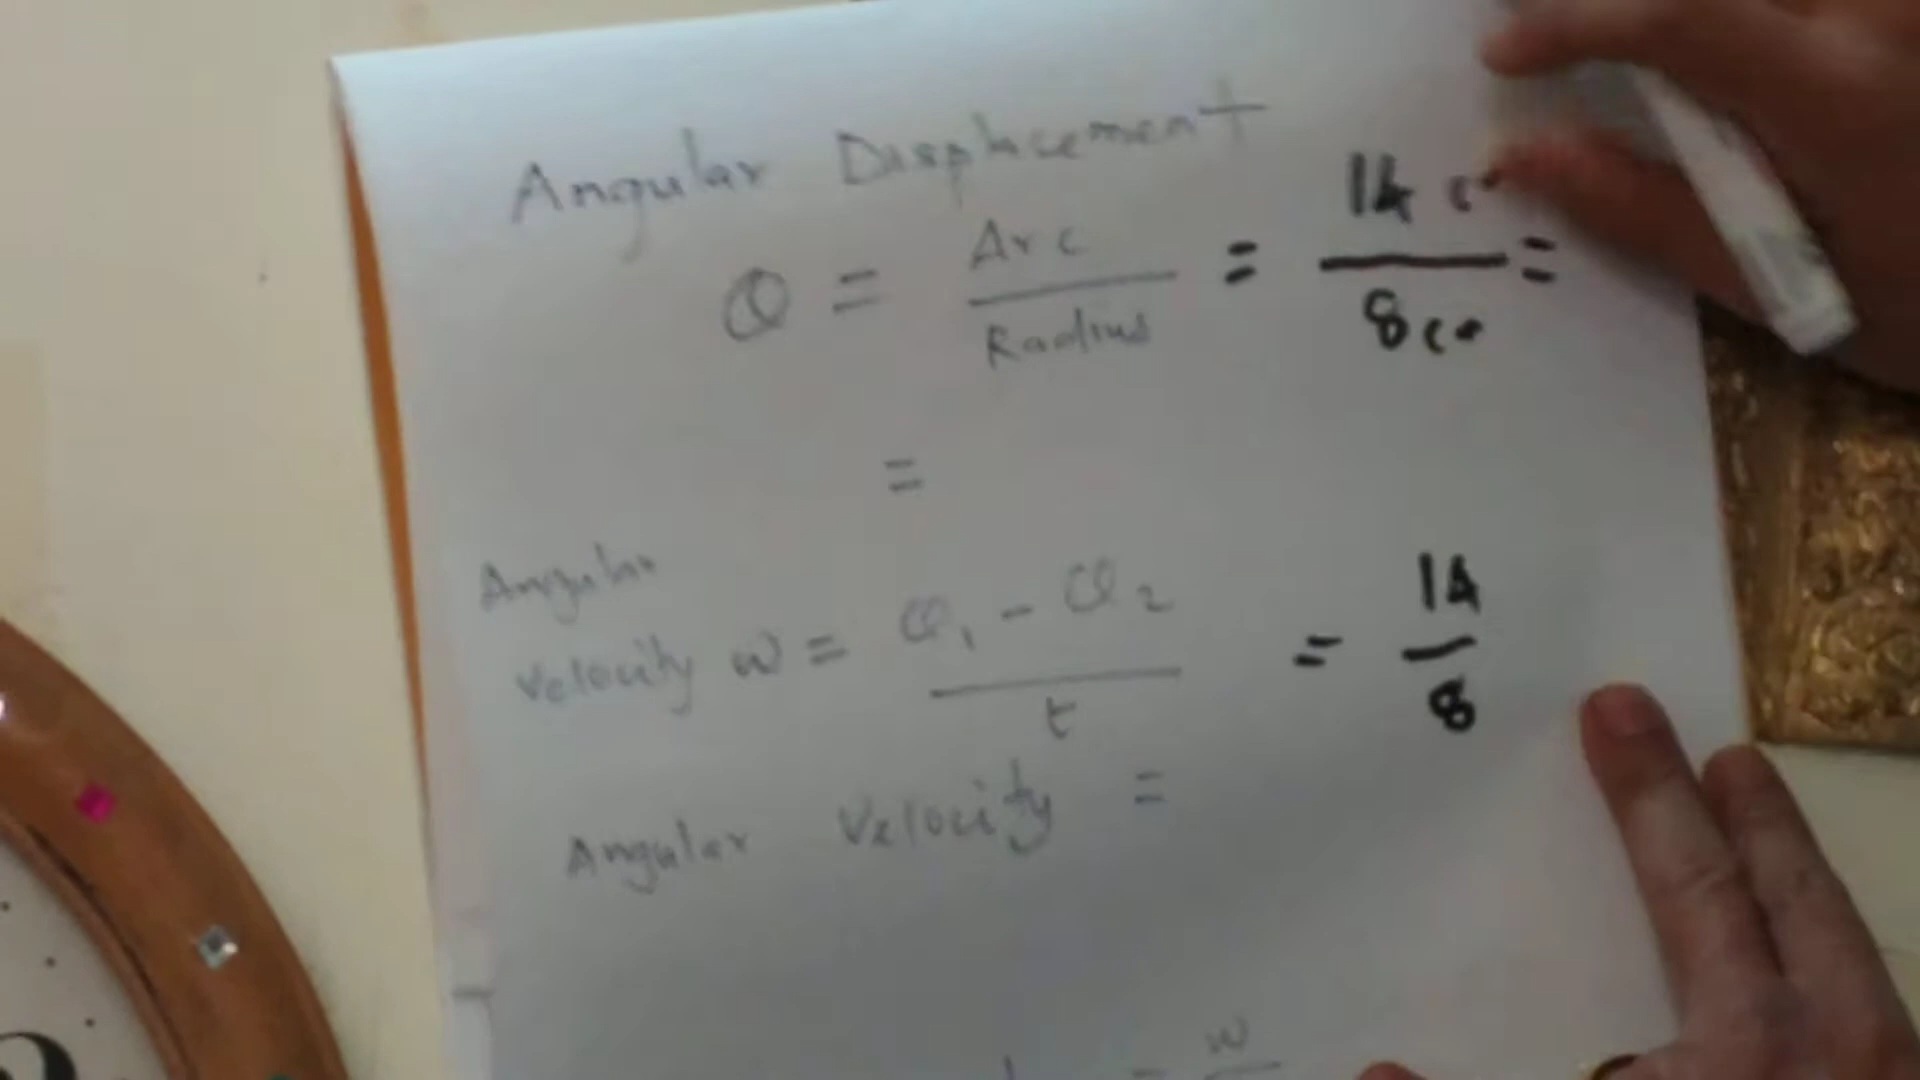 Angular Displacement
Θ = Arc / Radius = 14 c / 8 c =
=
Angular
velocity ω = Θ₁ - Θ₂ / t = 14 / 8
Angular Velocity =
= w